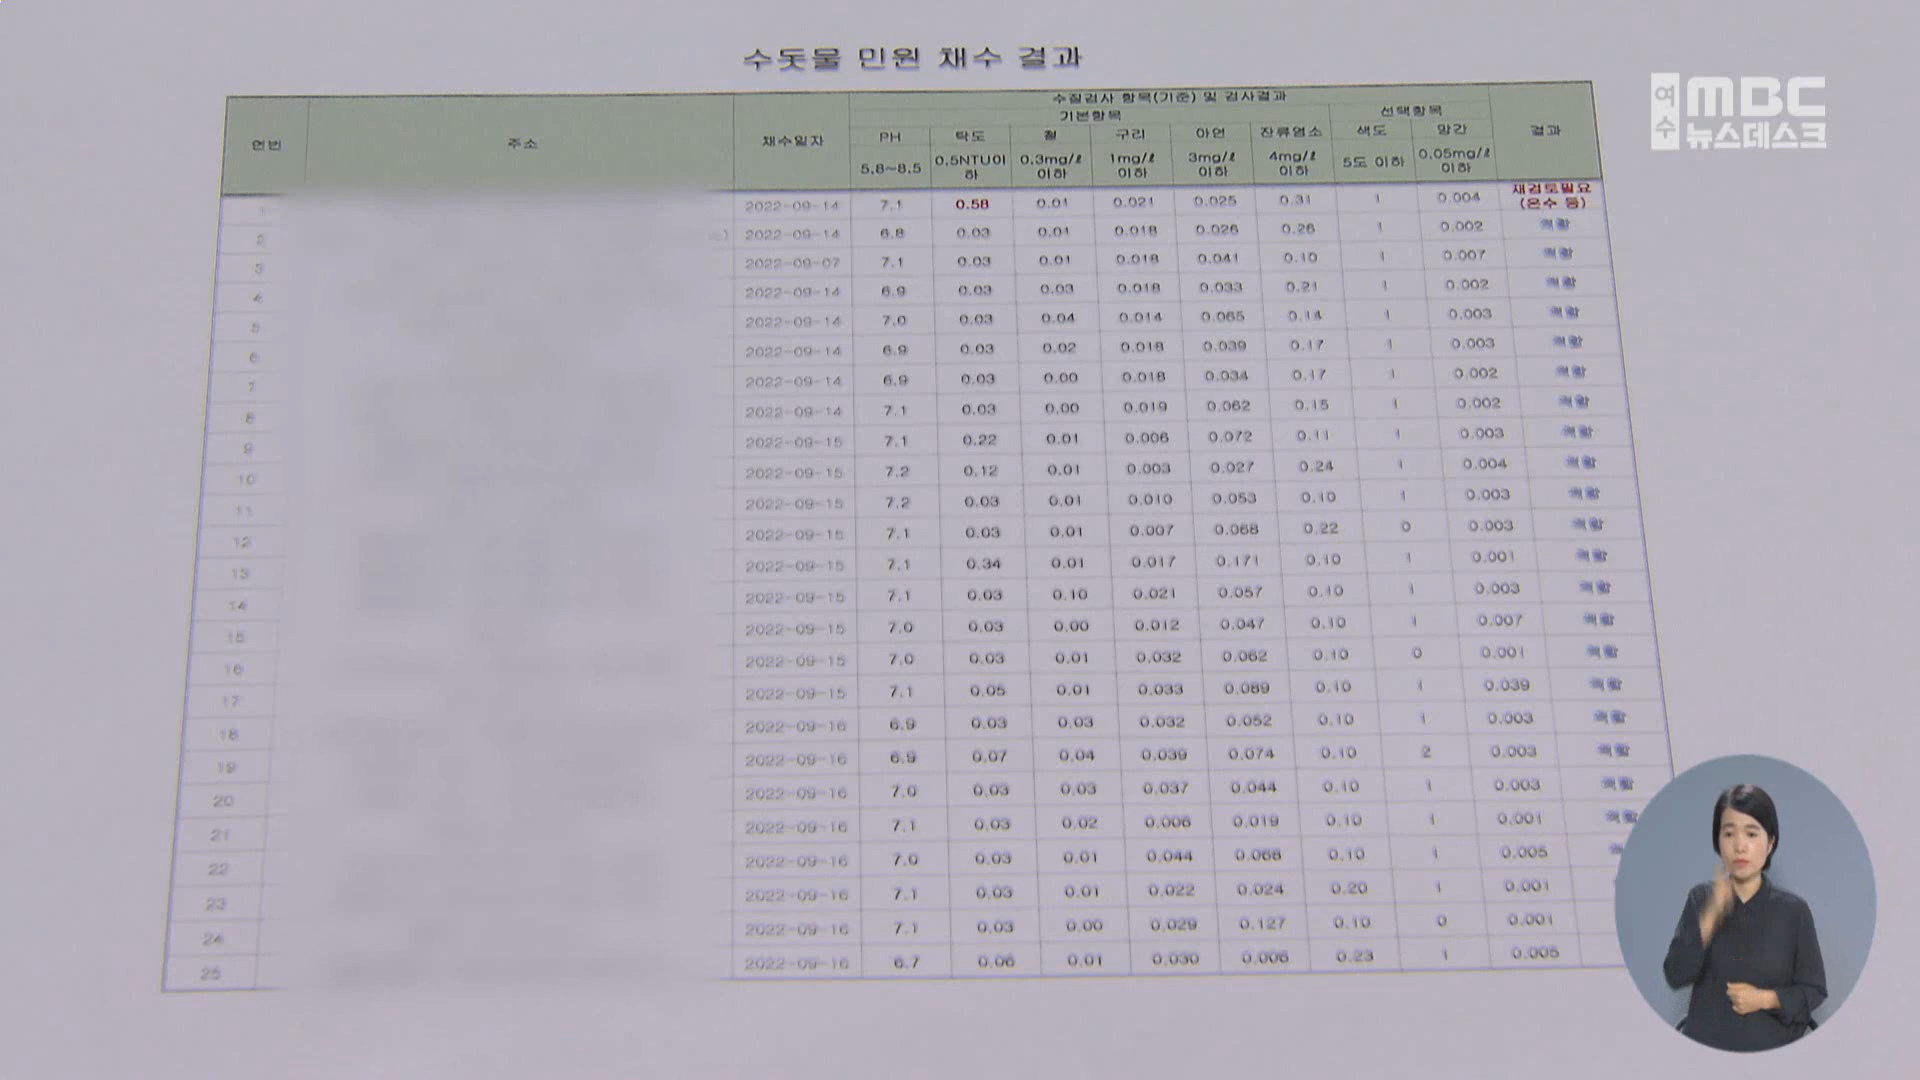 수돗물 민원 채수 결과
여수 MBC 뉴스데스크
연번 주소 채수일자 수질검사 항목(기준) 및 검사결과 결과
기본항목 선택항목
PH 탁도 철 구리 아연 잔류염소 색도 망간
5.8~8.5 0.5NTU이하 0.3mg/ℓ이하 1mg/ℓ이하 3mg/ℓ이하 4mg/ℓ이하 5도 이하 0.05mg/ℓ이하
1 2022-09-14 7.1 0.58 0.01 0.021 0.025 0.31 1 0.004 재검토필요(온수 등)
2 2022-09-14 6.8 0.03 0.01 0.018 0.026 0.26 1 0.002 적합
3 2022-09-07 7.1 0.03 0.01 0.018 0.041 0.10 1 0.007 적합
4 2022-09-14 6.9 0.03 0.03 0.018 0.033 0.21 1 0.002 적합
5 2022-09-14 7.0 0.03 0.04 0.014 0.065 0.14 1 0.003 적합
6 2022-09-14 6.9 0.03 0.02 0.018 0.039 0.17 1 0.003 적합
7 2022-09-14 6.9 0.03 0.00 0.018 0.034 0.17 1 0.002 적합
8 2022-09-14 7.1 0.03 0.00 0.019 0.062 0.15 1 0.002 적합
9 2022-09-15 7.1 0.22 0.01 0.006 0.072 0.11 1 0.003 적합
10 2022-09-15 7.2 0.12 0.01 0.003 0.027 0.24 1 0.004 적합
11 2022-09-15 7.2 0.03 0.01 0.010 0.053 0.10 1 0.003 적합
12 2022-09-15 7.1 0.03 0.01 0.007 0.068 0.22 0 0.003 적합
13 2022-09-15 7.1 0.34 0.01 0.017 0.171 0.10 1 0.001 적합
14 2022-09-15 7.1 0.03 0.10 0.021 0.057 0.10 1 0.003 적합
15 2022-09-15 7.0 0.03 0.00 0.012 0.047 0.10 1 0.007 적합
16 2022-09-15 7.0 0.03 0.01 0.032 0.062 0.10 0 0.001 적합
17 2022-09-15 7.1 0.05 0.01 0.033 0.089 0.10 1 0.039 적합
18 2022-09-16 6.9 0.03 0.03 0.032 0.052 0.10 1 0.003 적합
19 2022-09-16 6.9 0.07 0.04 0.039 0.074 0.10 2 0.003 적합
20 2022-09-16 7.0 0.03 0.03 0.037 0.044 0.10 1 0.003 적합
21 2022-09-16 7.1 0.03 0.02 0.006 0.019 0.10 1 0.001 적합
22 2022-09-16 7.0 0.03 0.01 0.044 0.068 0.10 1 0.005
23 2022-09-16 7.1 0.03 0.01 0.022 0.024 0.20 1 0.001
24 2022-09-16 7.1 0.03 0.00 0.029 0.127 0.10 0 0.001
25 2022-09-16 6.7 0.06 0.01 0.030 0.006 0.23 1 0.005